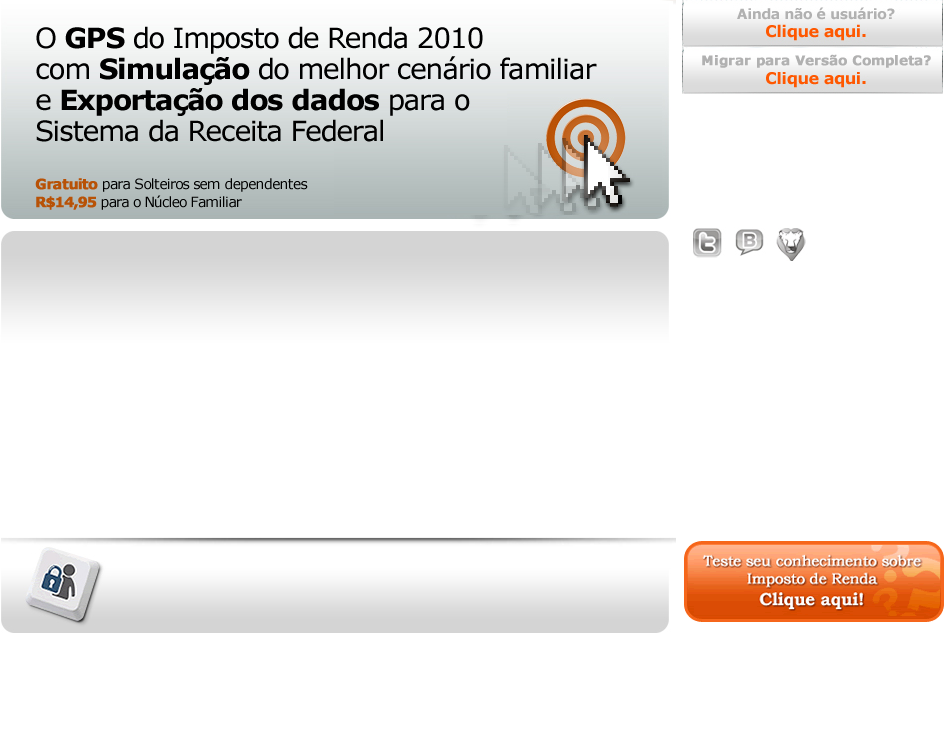 O GPS do Imposto de Renda 2010
com Simulação do melhor cenário familiar
e Exportação dos dados para o
Sistema da Receita Federal
Gratuito para Solteiros sem dependentes
R$14,95 para o Núcleo Familiar
Ainda não é usuário?
Clique aqui.
Migrar para Versão Completa?
Clique aqui.
t
B
Teste seu conhecimento sobre
Imposto de Renda
Clique aqui!